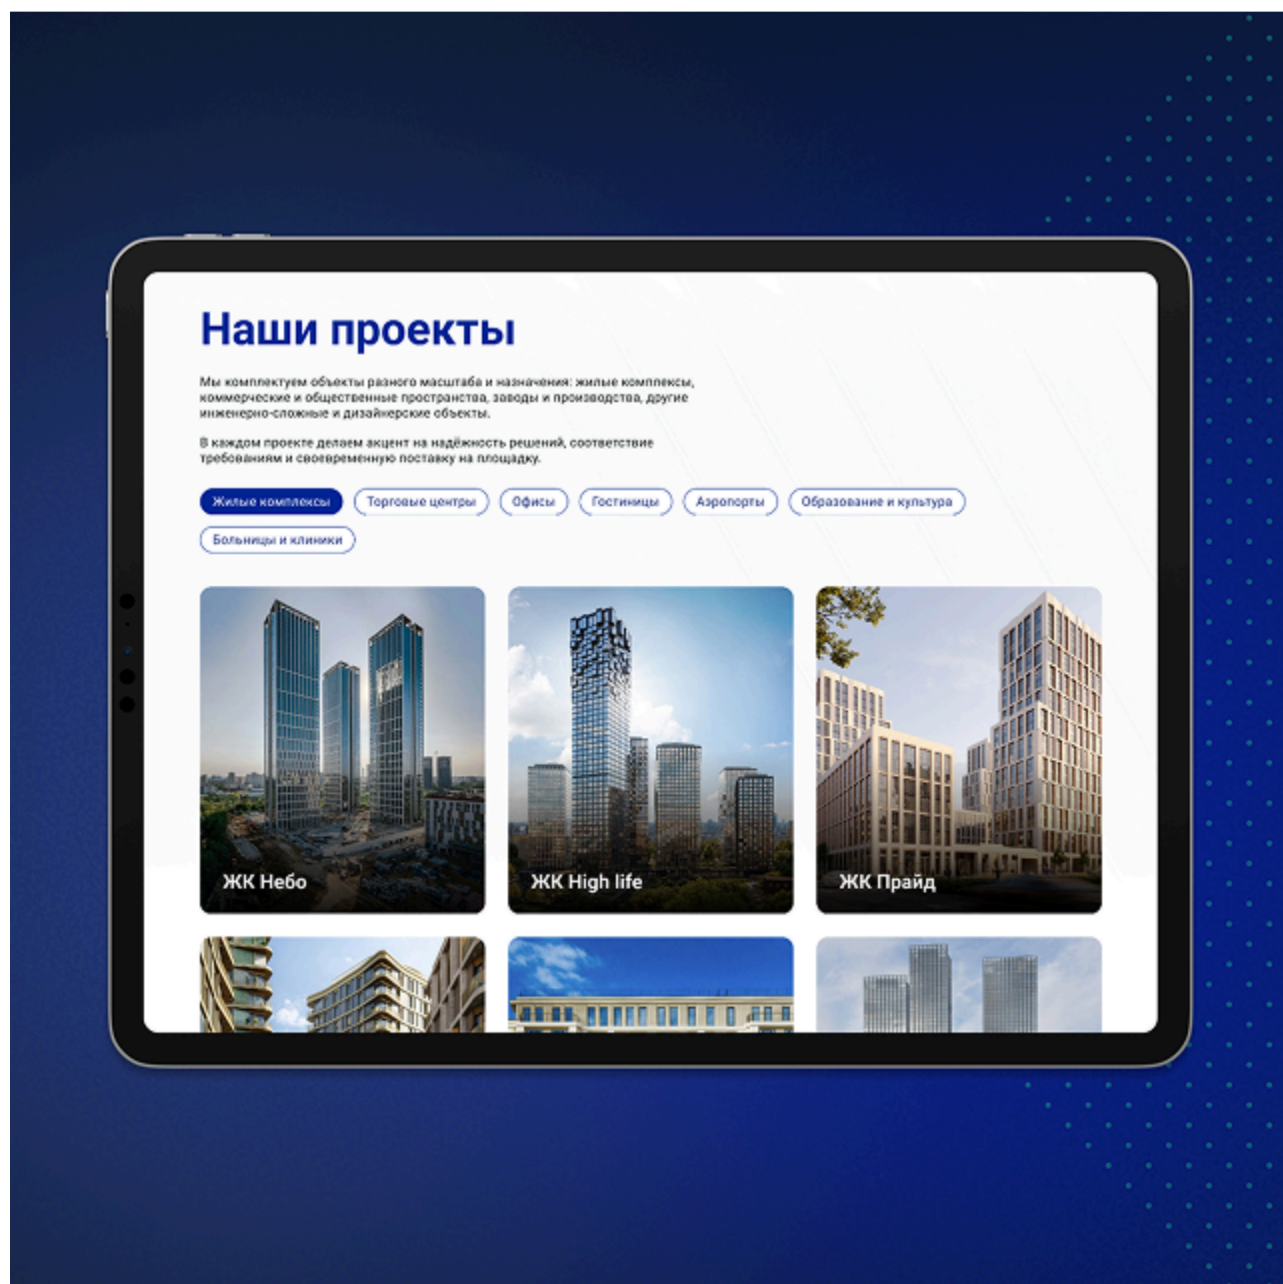 Наши проекты
Мы комплектуем объекты разного масштаба и назначения: жилые комплексы,
коммерческие и общественные пространства, заводы и производства, другие
инженерно-сложные и дизайнерские объекты.
В каждом проекте делаем акцент на надёжность решений, соответствие
требованиям и своевременную поставку на площадку.
Жилые комплексы Торговые центры Офисы Гостиницы Аэропорты Образование и культура
Больницы и клиники
ЖК Небо ЖК High life ЖК Прайд